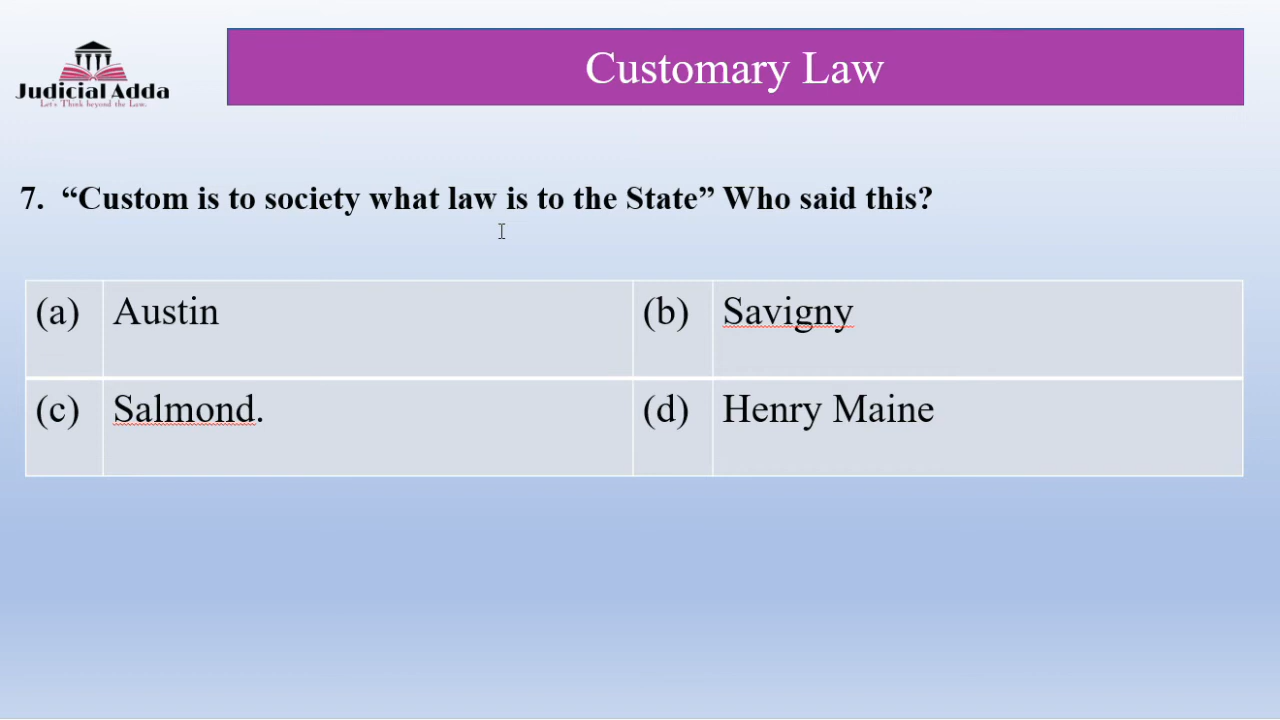 Judicial Adda
Let's Think beyond the Law.
Customary Law
7. “Custom is to society what law is to the State” Who said this?
(a) Austin (b) Savigny
(c) Salmond. (d) Henry Maine